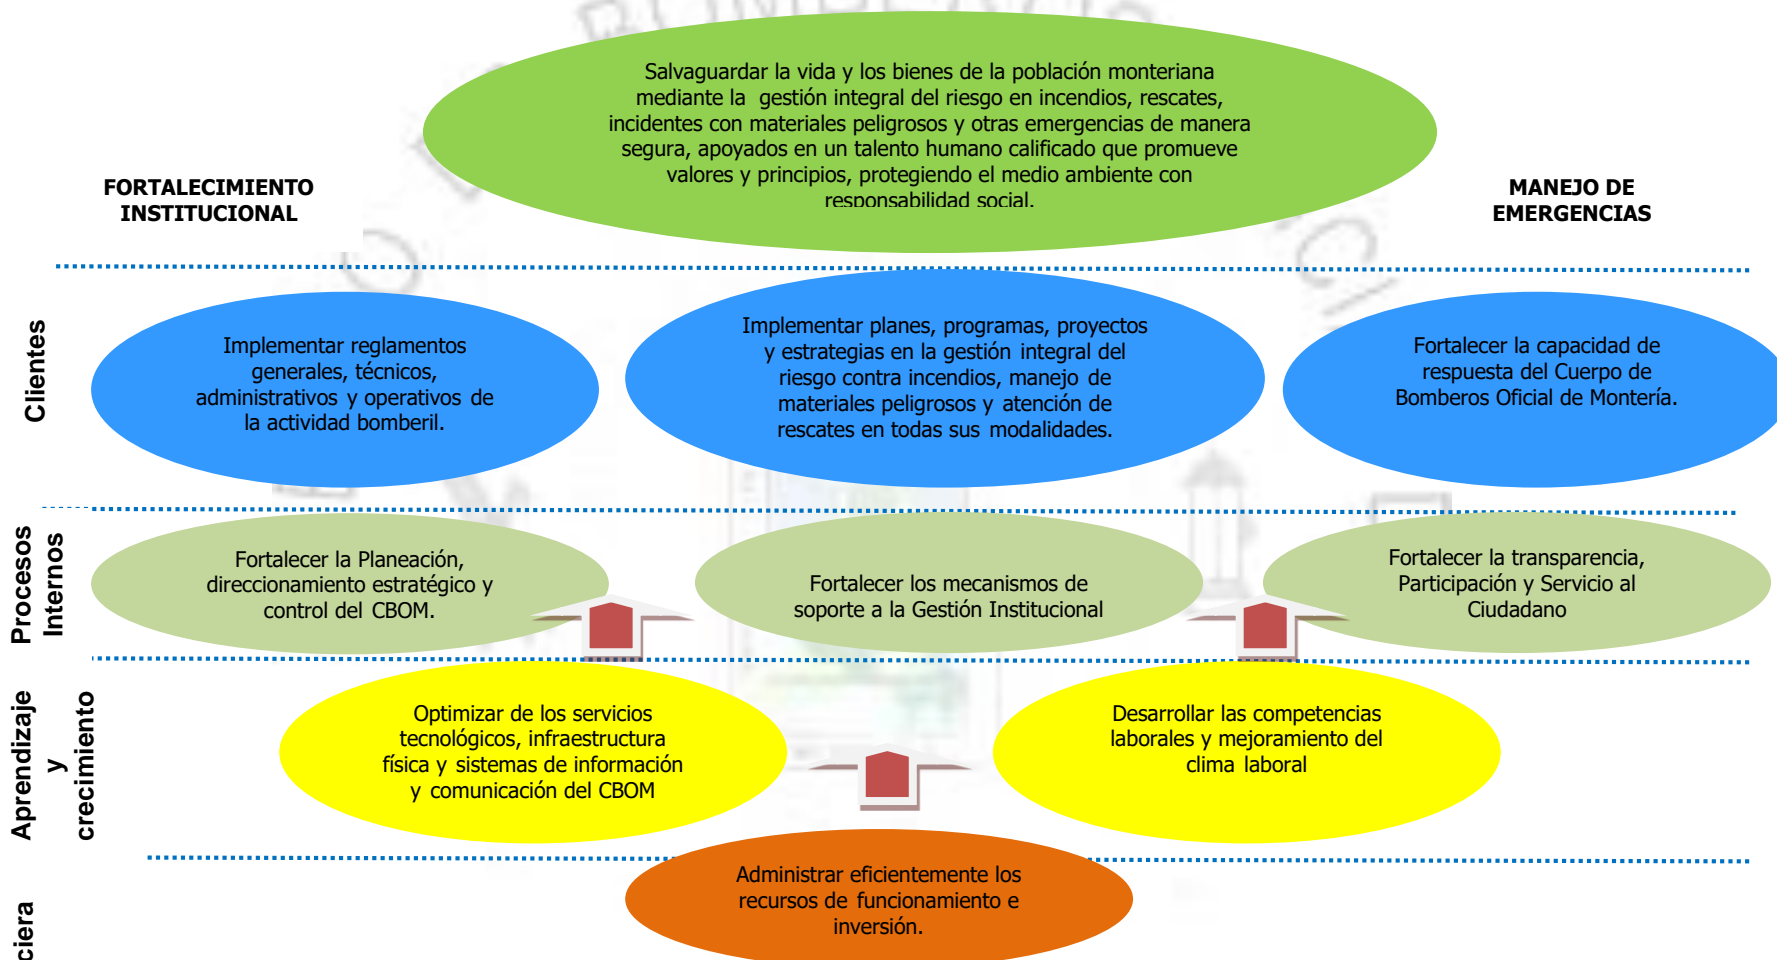 Salvaguardar la vida y los bienes de la población monteriana
mediante la gestión integral del riesgo en incendios, rescates,
incidentes con materiales peligrosos y otras emergencias de manera
segura, apoyados en un talento humano calificado que promueve
valores y principios, protegiendo el medio ambiente con
responsabilidad social.
FORTALECIMIENTO
INSTITUCIONAL
MANEJO DE
EMERGENCIAS
Clientes
Implementar reglamentos
generales, técnicos,
administrativos y operativos de
la actividad bomberil.
Implementar planes, programas, proyectos
y estrategias en la gestión integral del
riesgo contra incendios, manejo de
materiales peligrosos y atención de
rescates en todas sus modalidades.
Fortalecer la capacidad de
respuesta del Cuerpo de
Bomberos Oficial de Montería.
Procesos
Internos
Fortalecer la Planeación,
direccionamiento estratégico y
control del CBOM.
Fortalecer los mecanismos de
soporte a la Gestión Institucional
Fortalecer la transparencia,
Participación y Servicio al
Ciudadano
Aprendizaje
y
crecimiento
Optimizar de los servicios
tecnológicos, infraestructura
física y sistemas de información
y comunicación del CBOM
Desarrollar las competencias
laborales y mejoramiento del
clima laboral
ciera
Administrar eficientemente los
recursos de funcionamiento e
inversión.